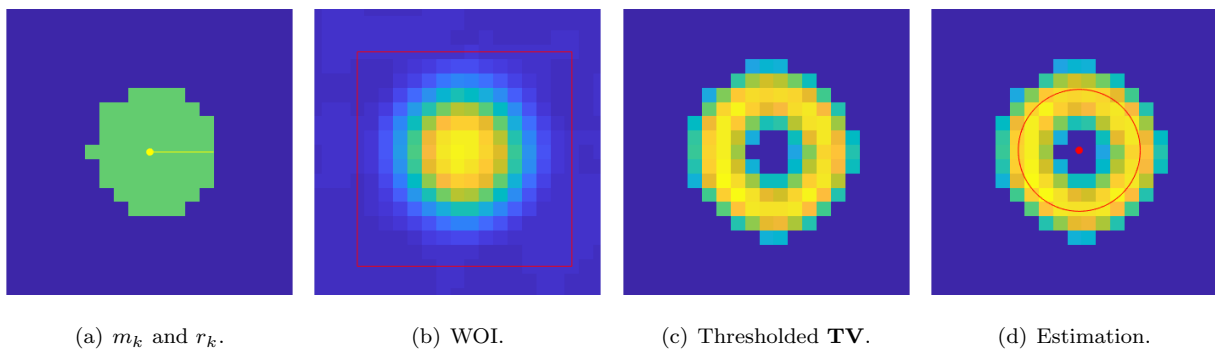 (a) m_k and r_k.
(b) WOI.
(c) Thresholded TV.
(d) Estimation.